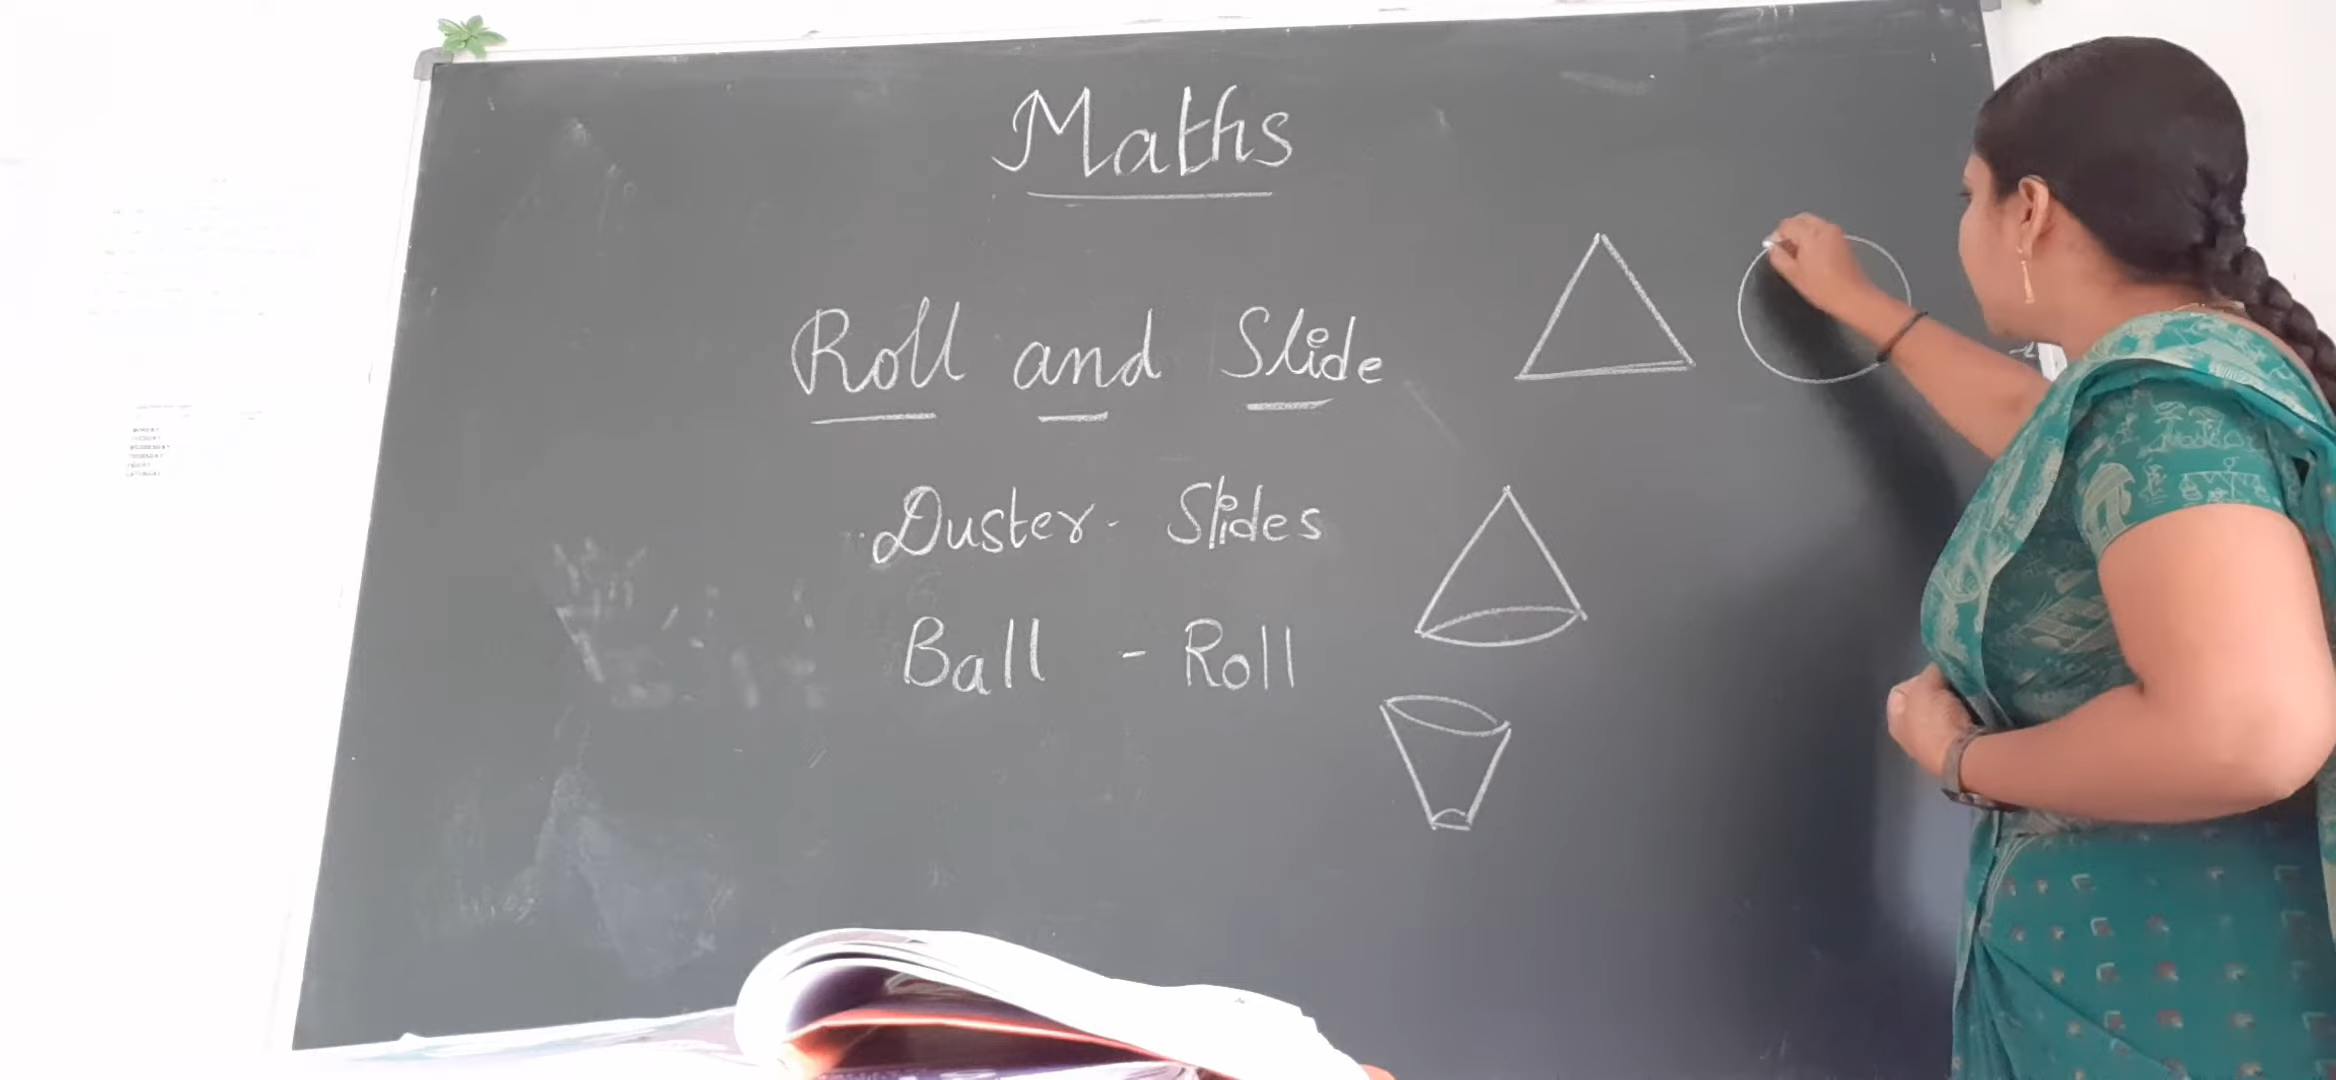 Maths
Roll and Slide
Duster - Slides
Ball - Roll